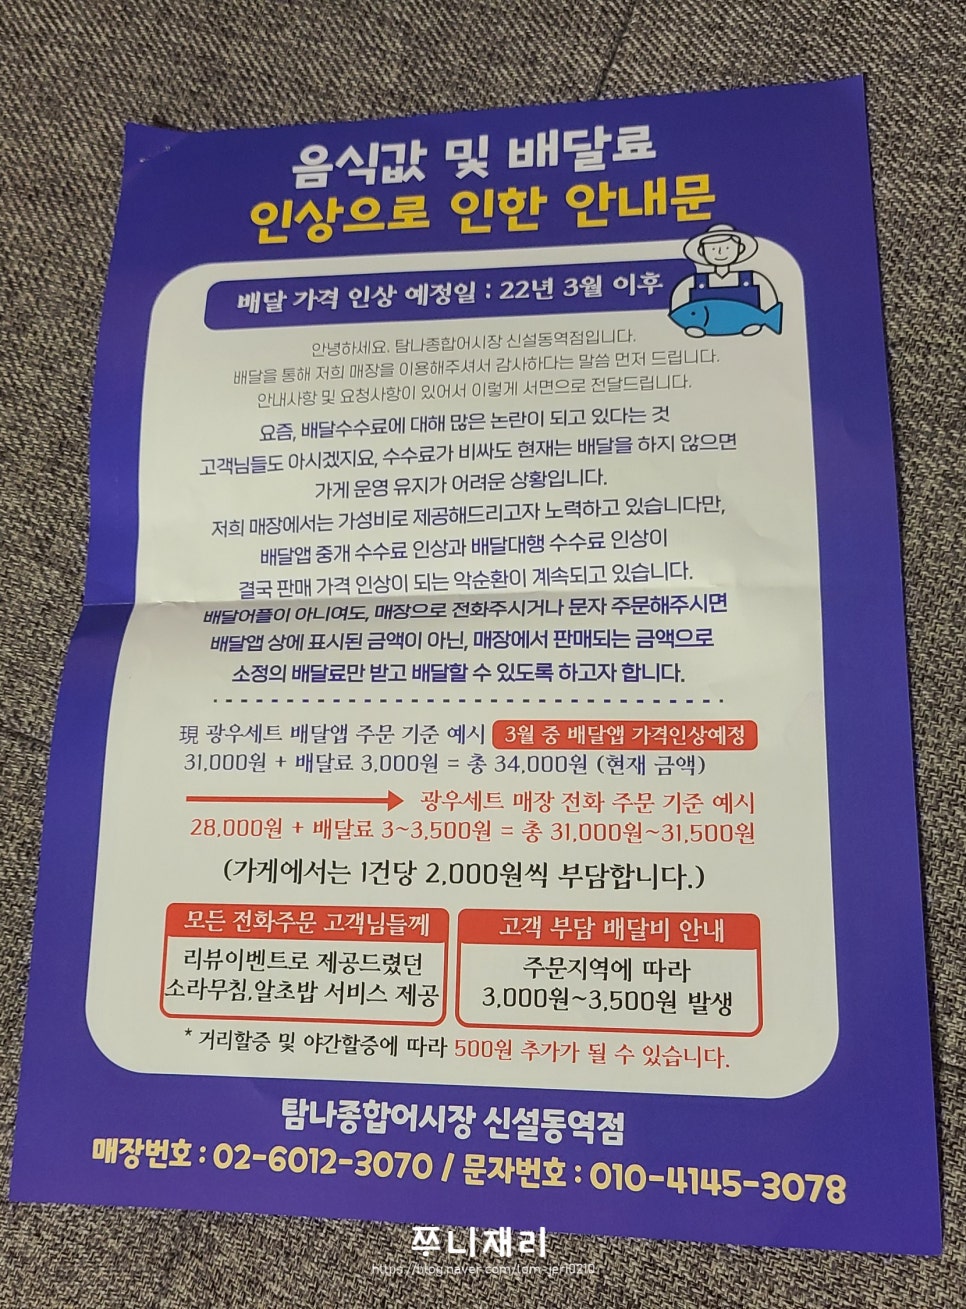 음식값 및 배달료
인상으로 인한 안내문
배달 가격 인상 예정일 : 22년 3월 이후
안녕하세요. 탐나종합어시장 신설동역점입니다.
배달을 통해 저희 매장을 이용해주셔서 감사하다는 말씀 먼저 드립니다.
안내사항 및 요청사항이 있어서 이렇게 서면으로 전달드립니다.
요즘, 배달수수료에 대해 많은 논란이 되고 있다는 것
고객님들도 아시겠지요, 수수료가 비싸도 현재는 배달을 하지 않으면
가게 운영 유지가 어려운 상황입니다.
저희 매장에서는 가성비로 제공해드리고자 노력하고 있습니다만,
배달앱 중개 수수료 인상과 배달대행 수수료 인상이
결국 판매 가격 인상이 되는 악순환이 계속되고 있습니다.
배달어플이 아니여도, 매장으로 전화주시거나 문자 주문해주시면
배달앱 상에 표시된 금액이 아닌, 매장에서 판매되는 금액으로
소정의 배달료만 받고 배달할 수 있도록 하고자 합니다.
現 광우세트 배달앱 주문 기준 예시 3월 중 배달앱 가격인상예정
31,000원 + 배달료 3,000원 = 총 34,000원 (현재 금액)
광우세트 매장 전화 주문 기준 예시
28,000원 + 배달료 3~3,500원 = 총 31,000원~31,500원
(가게에서는 1건당 2,000원씩 부담합니다.)
모든 전화주문 고객님들께
리뷰이벤트로 제공드렸던
소라무침,알초밥 서비스 제공
고객 부담 배달비 안내
주문지역에 따라
3,000원~3,500원 발생
* 거리할증 및 야간할증에 따라 500원 추가가 될 수 있습니다.
탐나종합어시장 신설동역점
매장번호 : 02-6012-3070 / 문자번호 : 010-4145-3078
쭈니재리